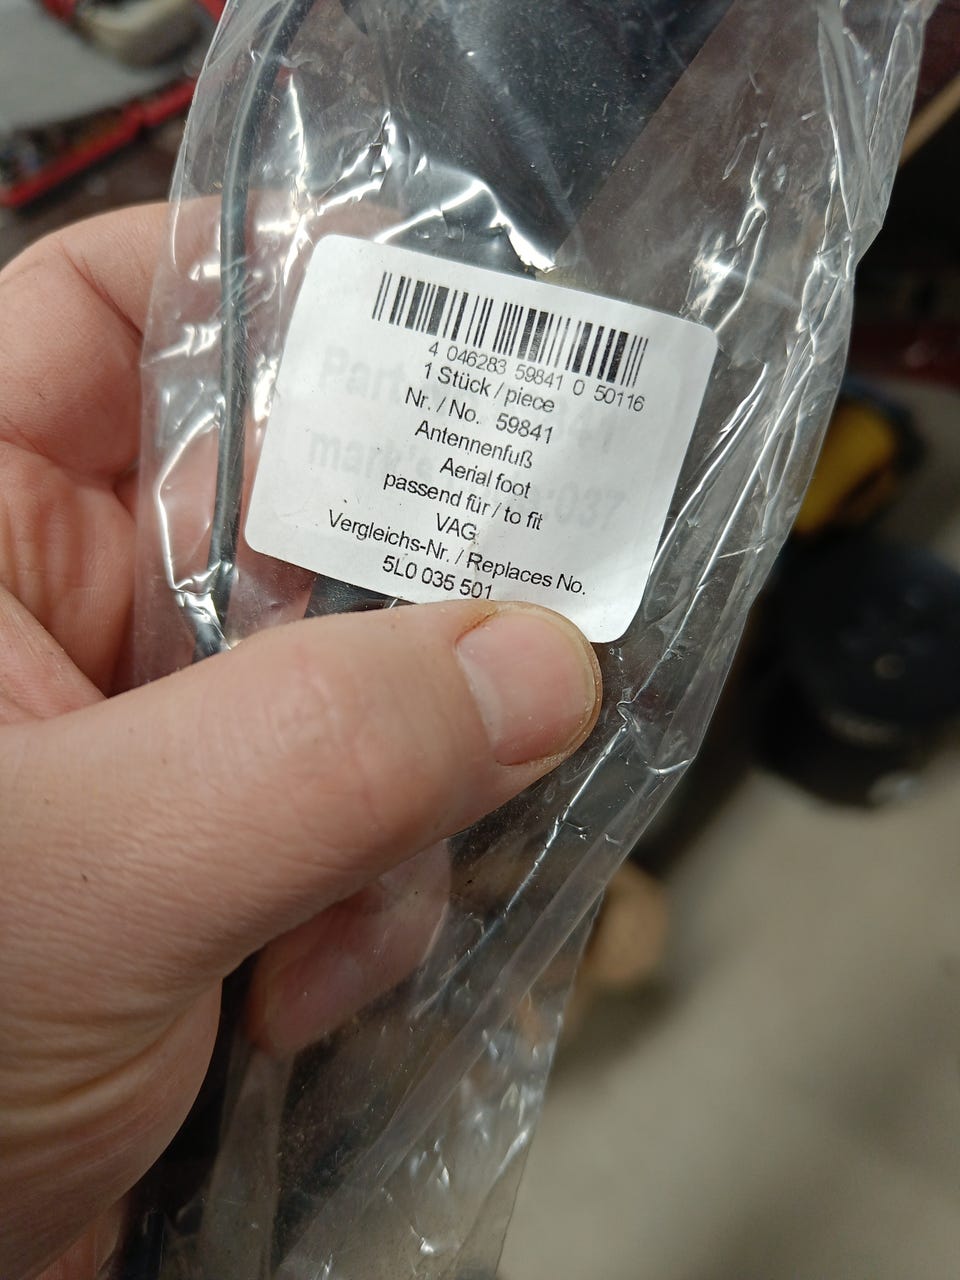 4 046283 59841 0 50116
1 Stück / piece
Nr. / No. 59841
Antennenfuß
Aerial foot
passend für / to fit
VAG
Vergleichs-Nr. / Replaces No.
5L0 035 501